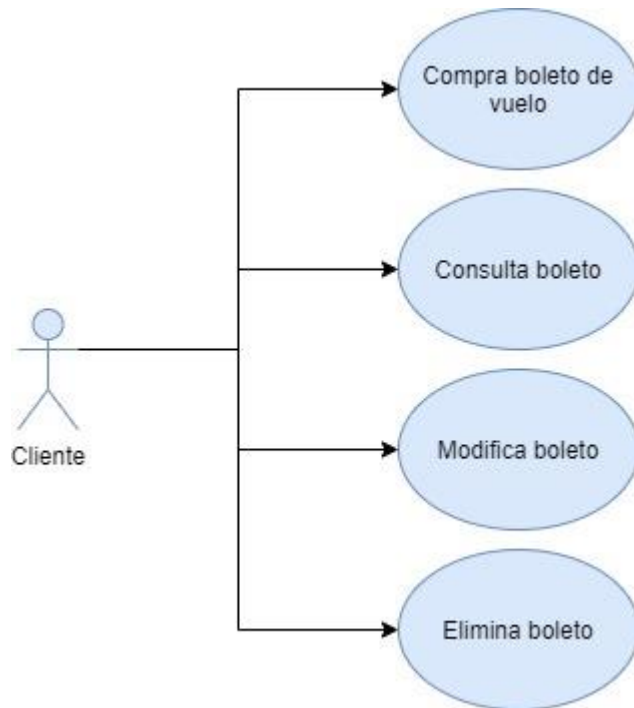 Compra boleto de
vuelo
Consulta boleto
Cliente
Modifica boleto
Elimina boleto